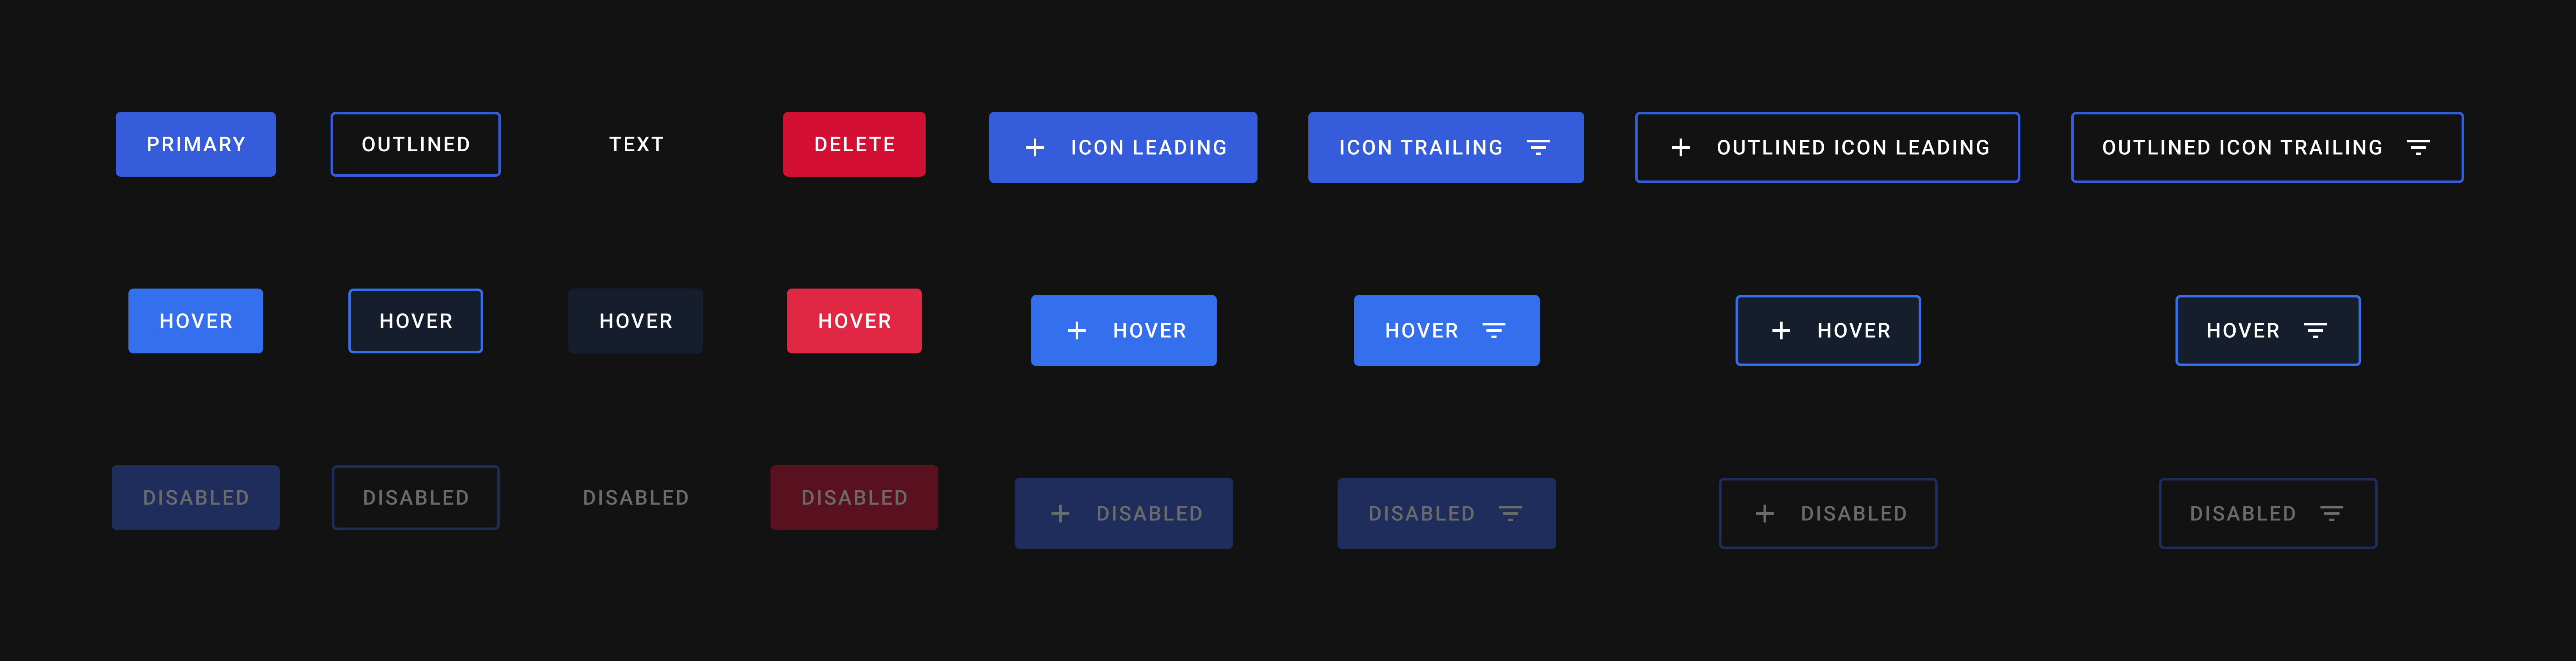 PRIMARY
OUTLINED
TEXT
DELETE
ICON LEADING
ICON TRAILING
OUTLINED ICON LEADING
OUTLINED ICON TRAILING
HOVER
HOVER
HOVER
HOVER
HOVER
HOVER
HOVER
HOVER
DISABLED
DISABLED
DISABLED
DISABLED
DISABLED
DISABLED
DISABLED
DISABLED